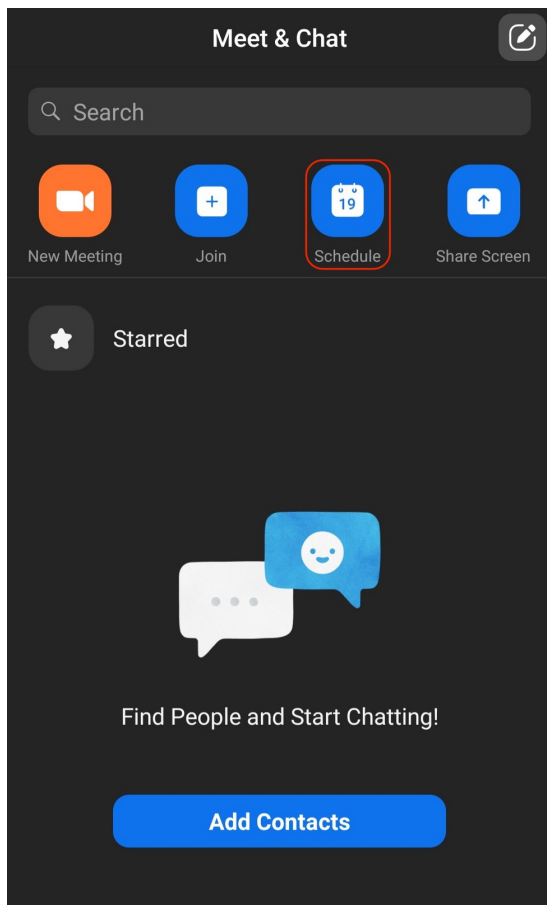 Meet & Chat
Search
19
New Meeting
Join
Schedule
Share Screen
Starred
Find People and Start Chatting!
Add Contacts